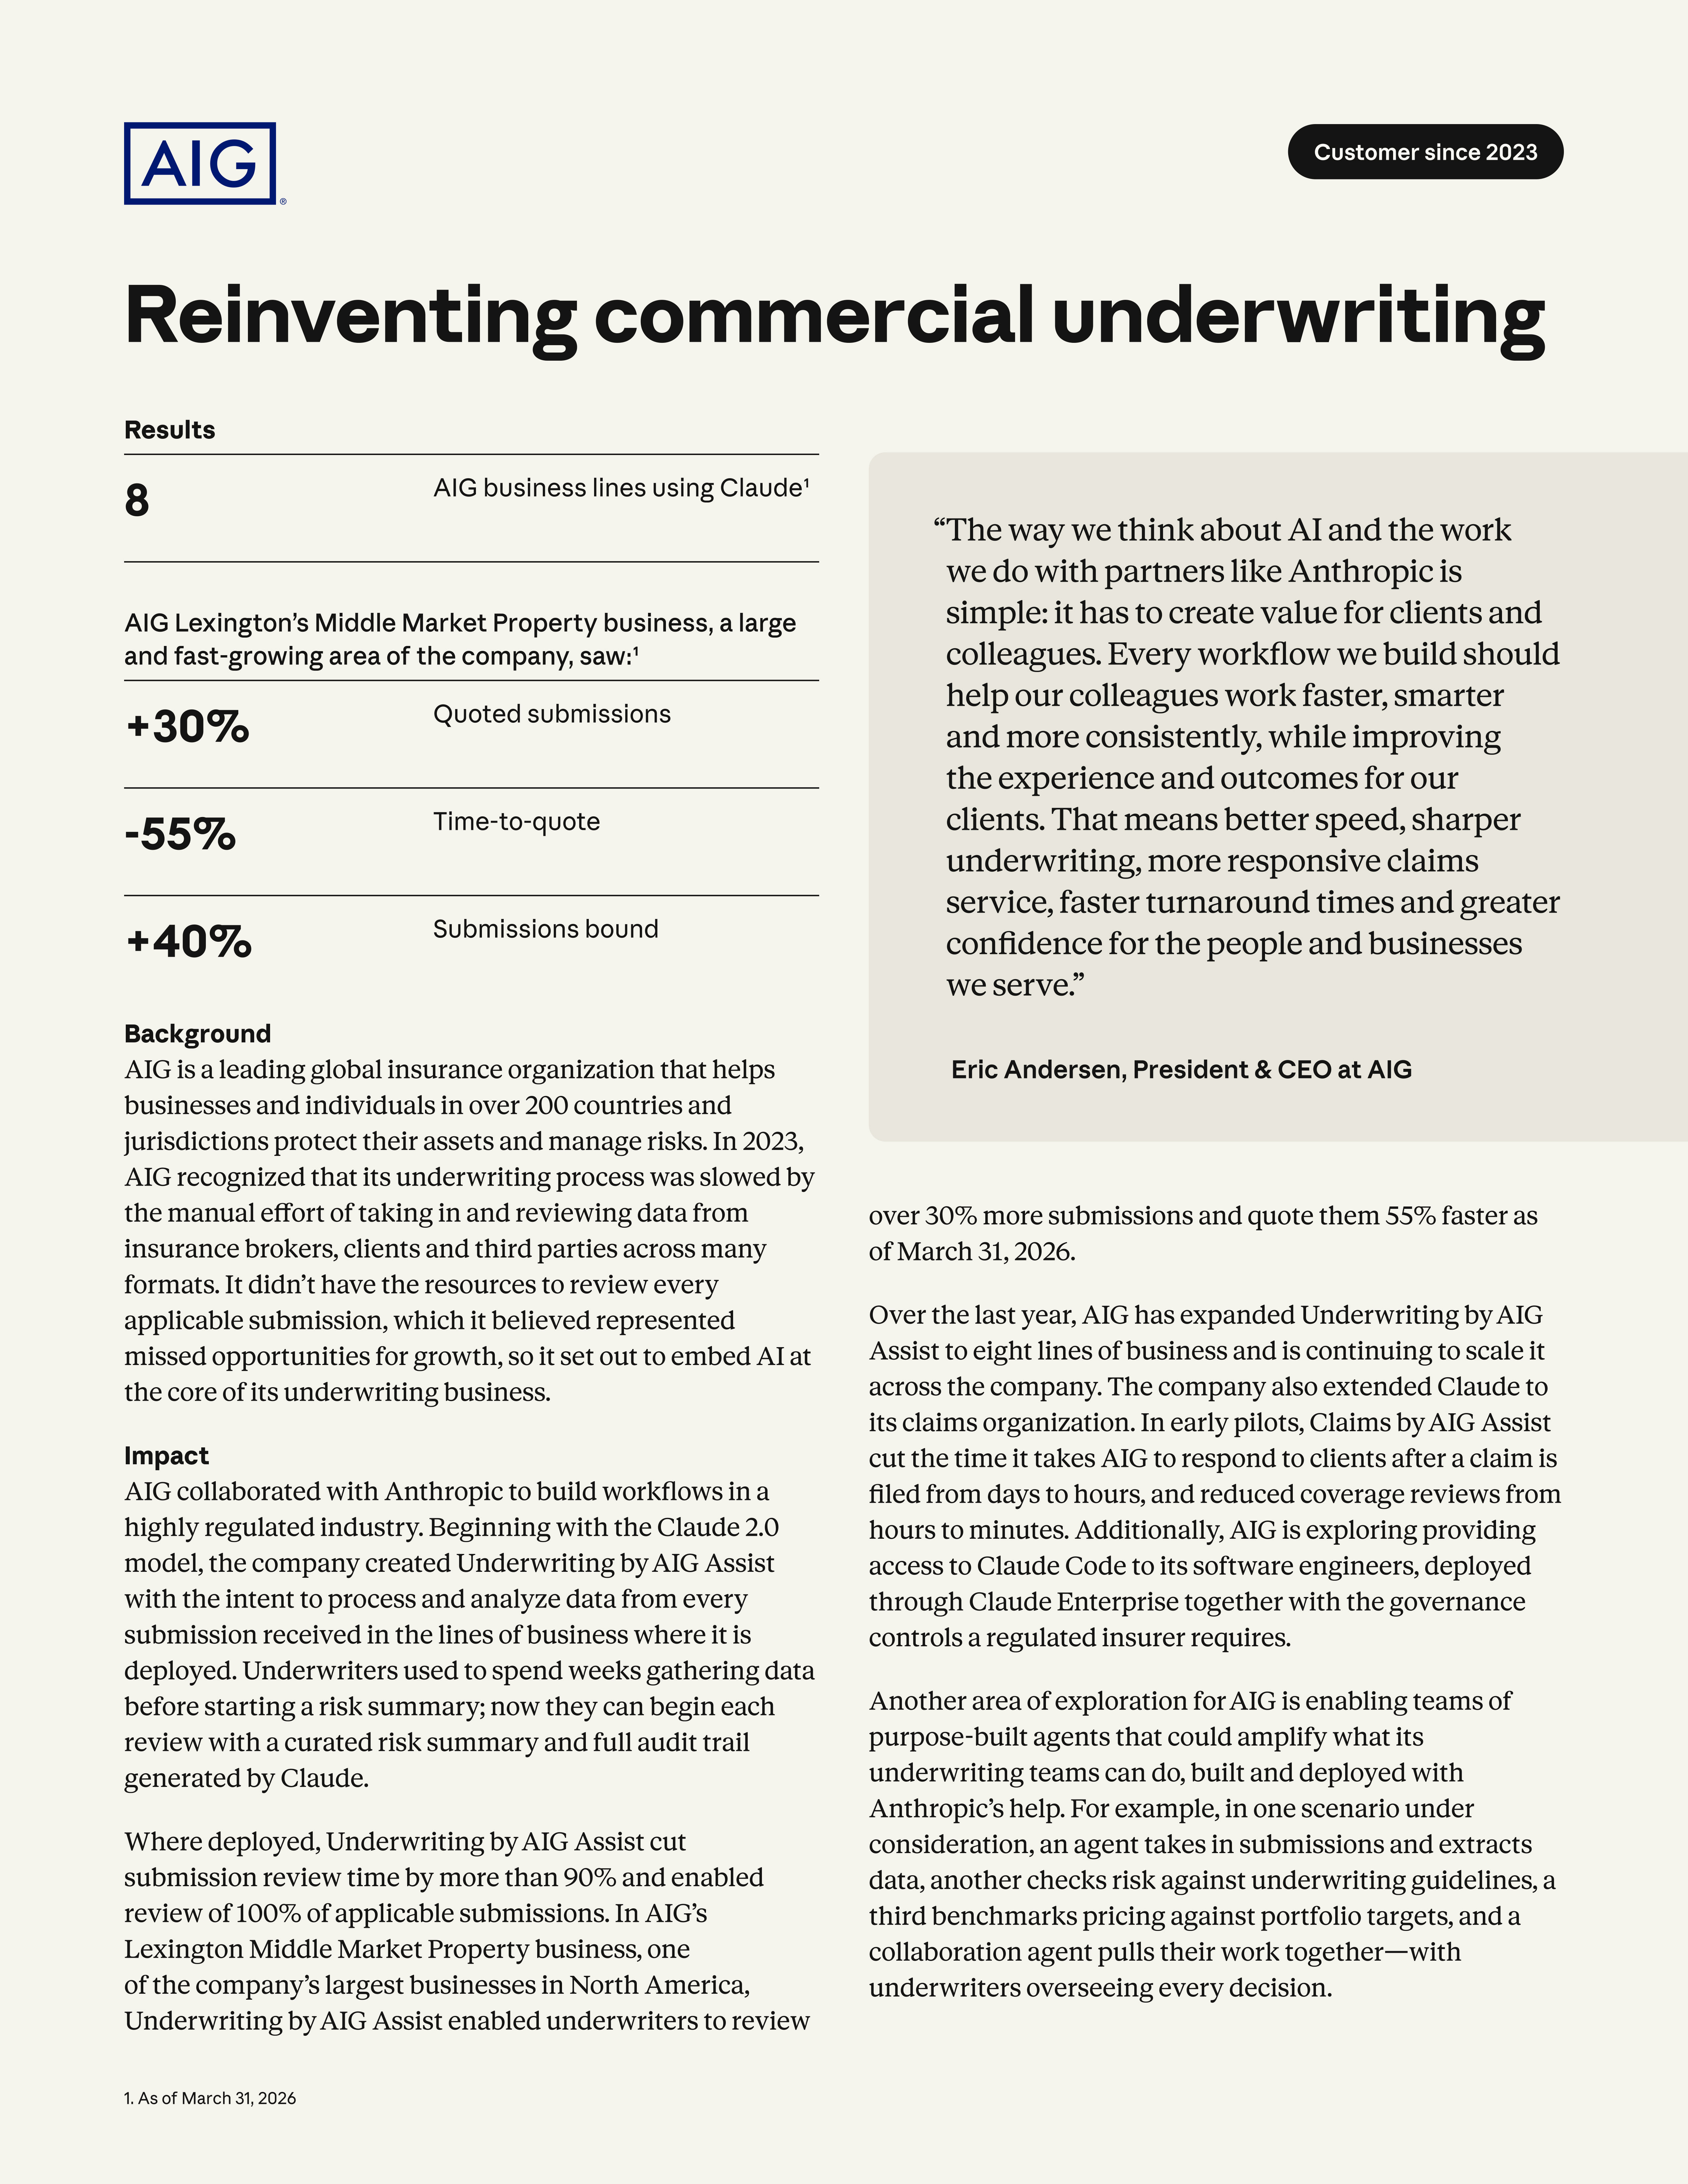 AIG
®
Customer since 2023
Reinventing commercial underwriting
Results
8
AIG business lines using Claude¹
AIG Lexington’s Middle Market Property business, a large
and fast-growing area of the company, saw:¹
+30%
Quoted submissions
-55%
Time-to-quote
+40%
Submissions bound
Background
AIG is a leading global insurance organization that helps
businesses and individuals in over 200 countries and
jurisdictions protect their assets and manage risks. In 2023,
AIG recognized that its underwriting process was slowed by
the manual effort of taking in and reviewing data from
insurance brokers, clients and third parties across many
formats. It didn’t have the resources to review every
applicable submission, which it believed represented
missed opportunities for growth, so it set out to embed AI at
the core of its underwriting business.
Impact
AIG collaborated with Anthropic to build workflows in a
highly regulated industry. Beginning with the Claude 2.0
model, the company created Underwriting by AIG Assist
with the intent to process and analyze data from every
submission received in the lines of business where it is
deployed. Underwriters used to spend weeks gathering data
before starting a risk summary; now they can begin each
review with a curated risk summary and full audit trail
generated by Claude.
Where deployed, Underwriting by AIG Assist cut
submission review time by more than 90% and enabled
review of 100% of applicable submissions. In AIG’s
Lexington Middle Market Property business, one
of the company’s largest businesses in North America,
Underwriting by AIG Assist enabled underwriters to review
“The way we think about AI and the work
we do with partners like Anthropic is
simple: it has to create value for clients and
colleagues. Every workflow we build should
help our colleagues work faster, smarter
and more consistently, while improving
the experience and outcomes for our
clients. That means better speed, sharper
underwriting, more responsive claims
service, faster turnaround times and greater
confidence for the people and businesses
we serve.”
Eric Andersen, President & CEO at AIG
over 30% more submissions and quote them 55% faster as
of March 31, 2026.
Over the last year, AIG has expanded Underwriting by AIG
Assist to eight lines of business and is continuing to scale it
across the company. The company also extended Claude to
its claims organization. In early pilots, Claims by AIG Assist
cut the time it takes AIG to respond to clients after a claim is
filed from days to hours, and reduced coverage reviews from
hours to minutes. Additionally, AIG is exploring providing
access to Claude Code to its software engineers, deployed
through Claude Enterprise together with the governance
controls a regulated insurer requires.
Another area of exploration for AIG is enabling teams of
purpose-built agents that could amplify what its
underwriting teams can do, built and deployed with
Anthropic’s help. For example, in one scenario under
consideration, an agent takes in submissions and extracts
data, another checks risk against underwriting guidelines, a
third benchmarks pricing against portfolio targets, and a
collaboration agent pulls their work together—with
underwriters overseeing every decision.
1. As of March 31, 2026